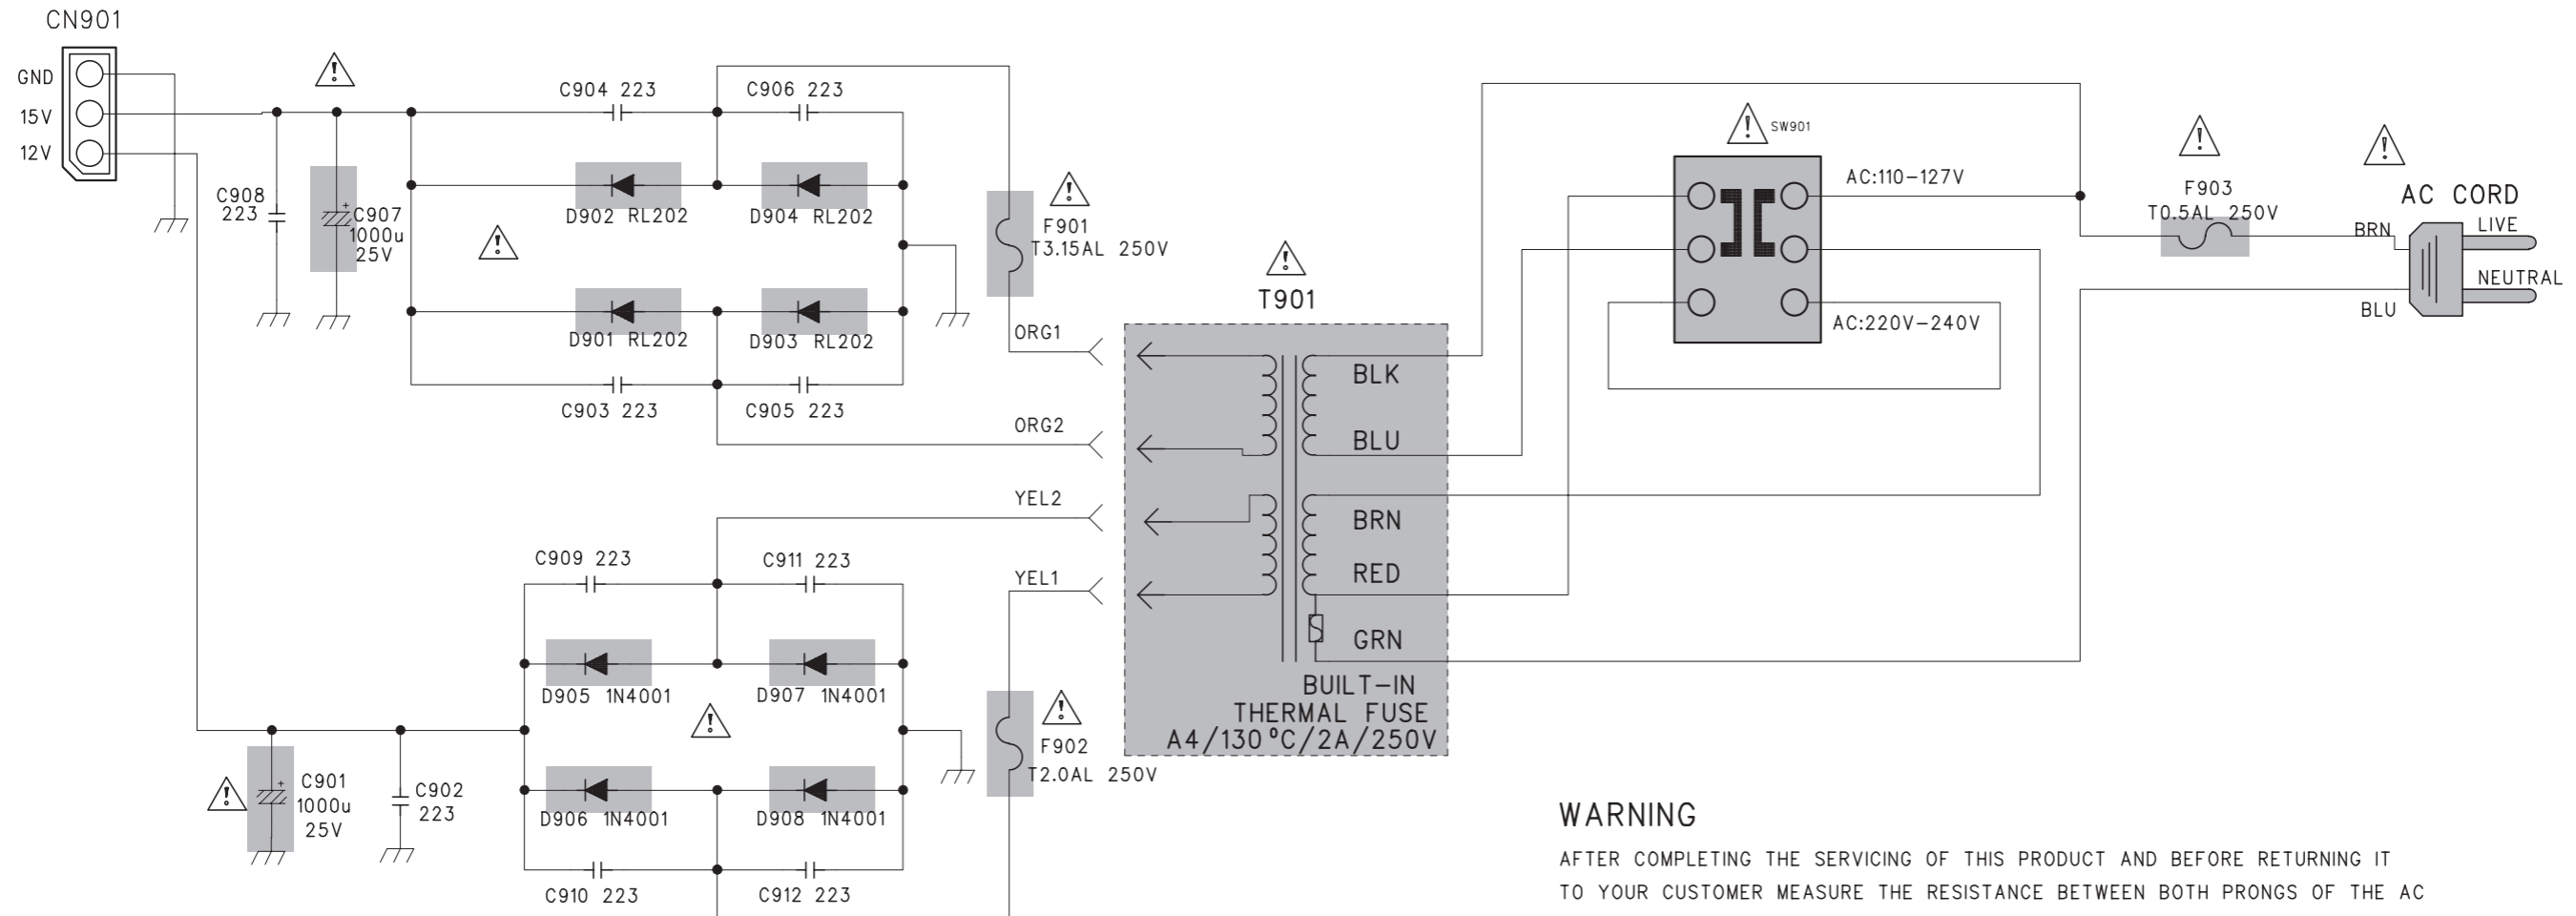 CN901
GND
15V
12V
C908
223
C907
1000u
25V
C904 223
C906 223
D902 RL202
D904 RL202
D901 RL202
D903 RL202
C903 223
C905 223
F901
T3.15AL 250V
ORG1
ORG2
YEL2
YEL1
C909 223
C911 223
D905 1N4001
D907 1N4001
D906 1N4001
D908 1N4001
C910 223
C912 223
C901
1000u
25V
C902
223
F902
T2.0AL 250V
T901
BLK
BLU
BRN
RED
GRN
BUILT-IN
THERMAL FUSE
A4/130°C/2A/250V
SW901
AC:110-127V
AC:220V-240V
F903
T0.5AL 250V
AC CORD
BRN
LIVE
NEUTRAL
BLU
WARNING
AFTER COMPLETING THE SERVICING OF THIS PRODUCT AND BEFORE RETURNING IT
TO YOUR CUSTOMER MEASURE THE RESISTANCE BETWEEN BOTH PRONGS OF THE AC